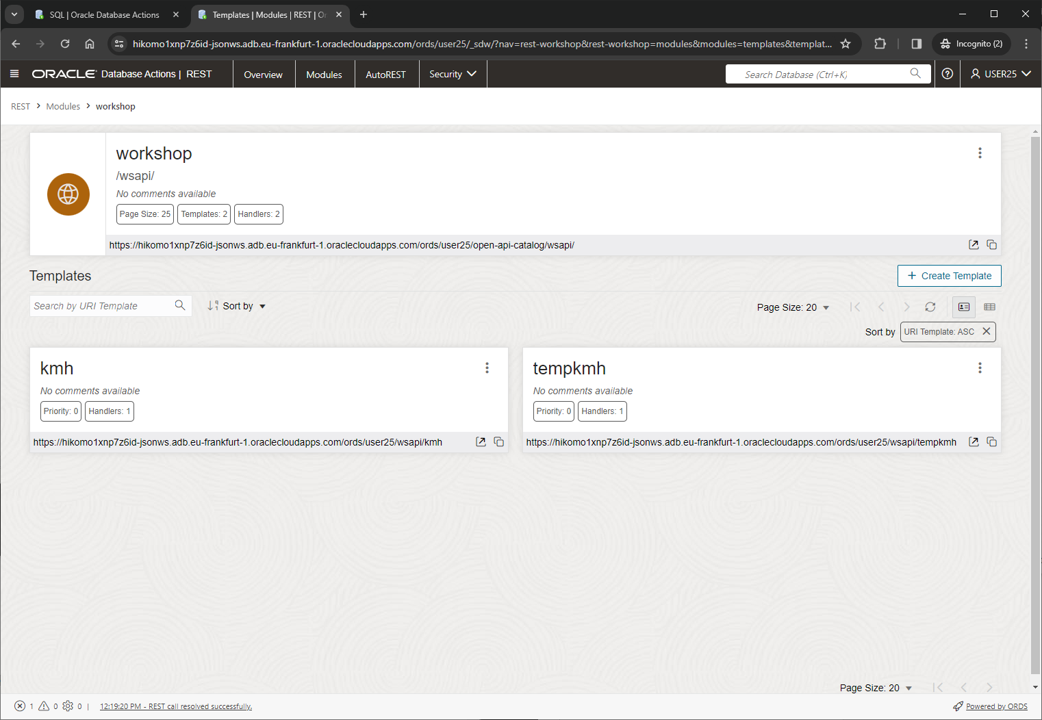 SQL | Oracle Database Actions
Templates | Modules | REST | O
hikomo1xnp7z6id-jsonws.adb.eu-frankfurt-1.oraclecloudapps.com/ords/user25/_sdw/?nav=rest-workshop&rest-workshop=modules&modules=templates&templat...
Incognito (2)
ORACLE Database Actions | REST
Overview
Modules
AutoREST
Security
Search Database (Ctrl+K)
USER25
REST > Modules > workshop
workshop
/wsapi/
No comments available
Page Size: 25
Templates: 2
Handlers: 2
https://hikomo1xnp7z6id-jsonws.adb.eu-frankfurt-1.oraclecloudapps.com/ords/user25/open-api-catalog/wsapi/
Templates
+ Create Template
Search by URI Template
Sort by
Page Size: 20
Sort by
URI Template: ASC
kmh
No comments available
Priority: 0
Handlers: 1
https://hikomo1xnp7z6id-jsonws.adb.eu-frankfurt-1.oraclecloudapps.com/ords/user25/wsapi/kmh
tempkmh
No comments available
Priority: 0
Handlers: 1
https://hikomo1xnp7z6id-jsonws.adb.eu-frankfurt-1.oraclecloudapps.com/ords/user25/wsapi/tempkmh
Page Size: 20
1 0 0 | 12:19:20 PM - REST call resolved successfully.
Powered by ORDS